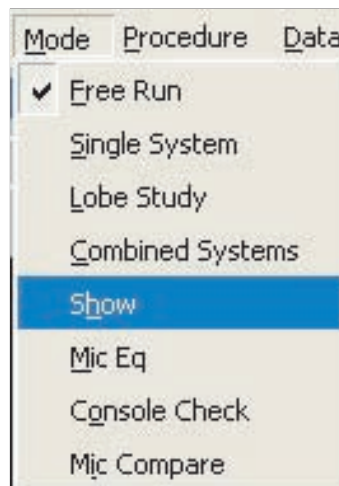 Mode Procedure Data
Free Run
Single System
Lobe Study
Combined Systems
Show
Mic Eq
Console Check
Mic Compare